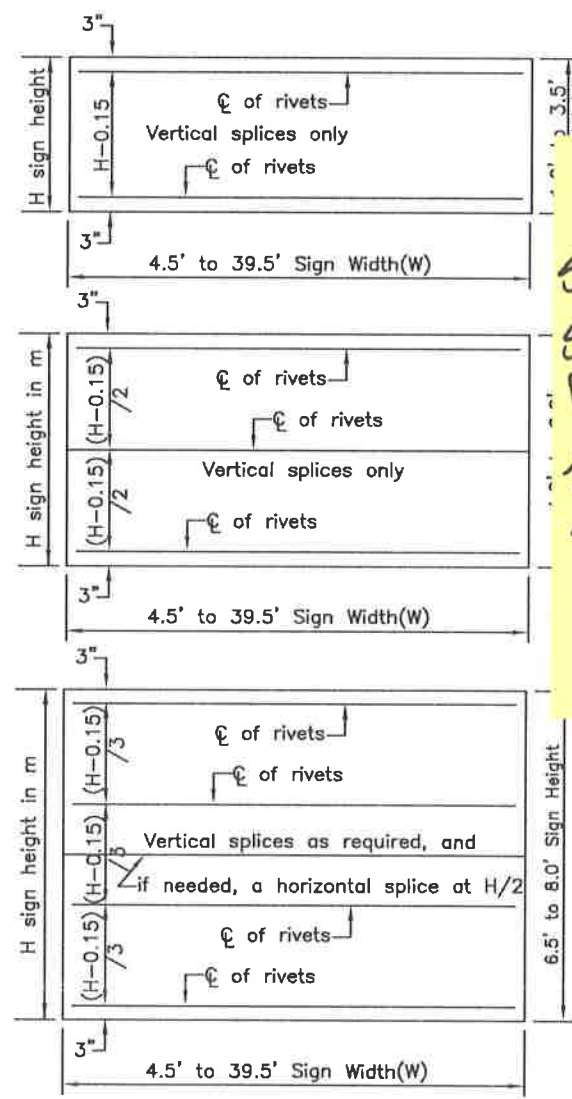 3"
H sign height
H-0.15
℄ of rivets
Vertical splices only
℄ of rivets
3.5'
3"
4.5' to 39.5' Sign Width(W)
3"
H sign height in m
(H-0.15)
/2
℄ of rivets
℄ of rivets
(H-0.15)
/2
Vertical splices only
℄ of rivets
3"
4.5' to 39.5' Sign Width(W)
3"
H sign height in m
(H-0.15)
/3
℄ of rivets
℄ of rivets
(H-0.15)
/3
Vertical splices as required, and
if needed, a horizontal splice at H/2
(H-0.15)
/3
℄ of rivets
℄ of rivets
6.5' to 8.0' Sign Height
3"
4.5' to 39.5' Sign Width(W)